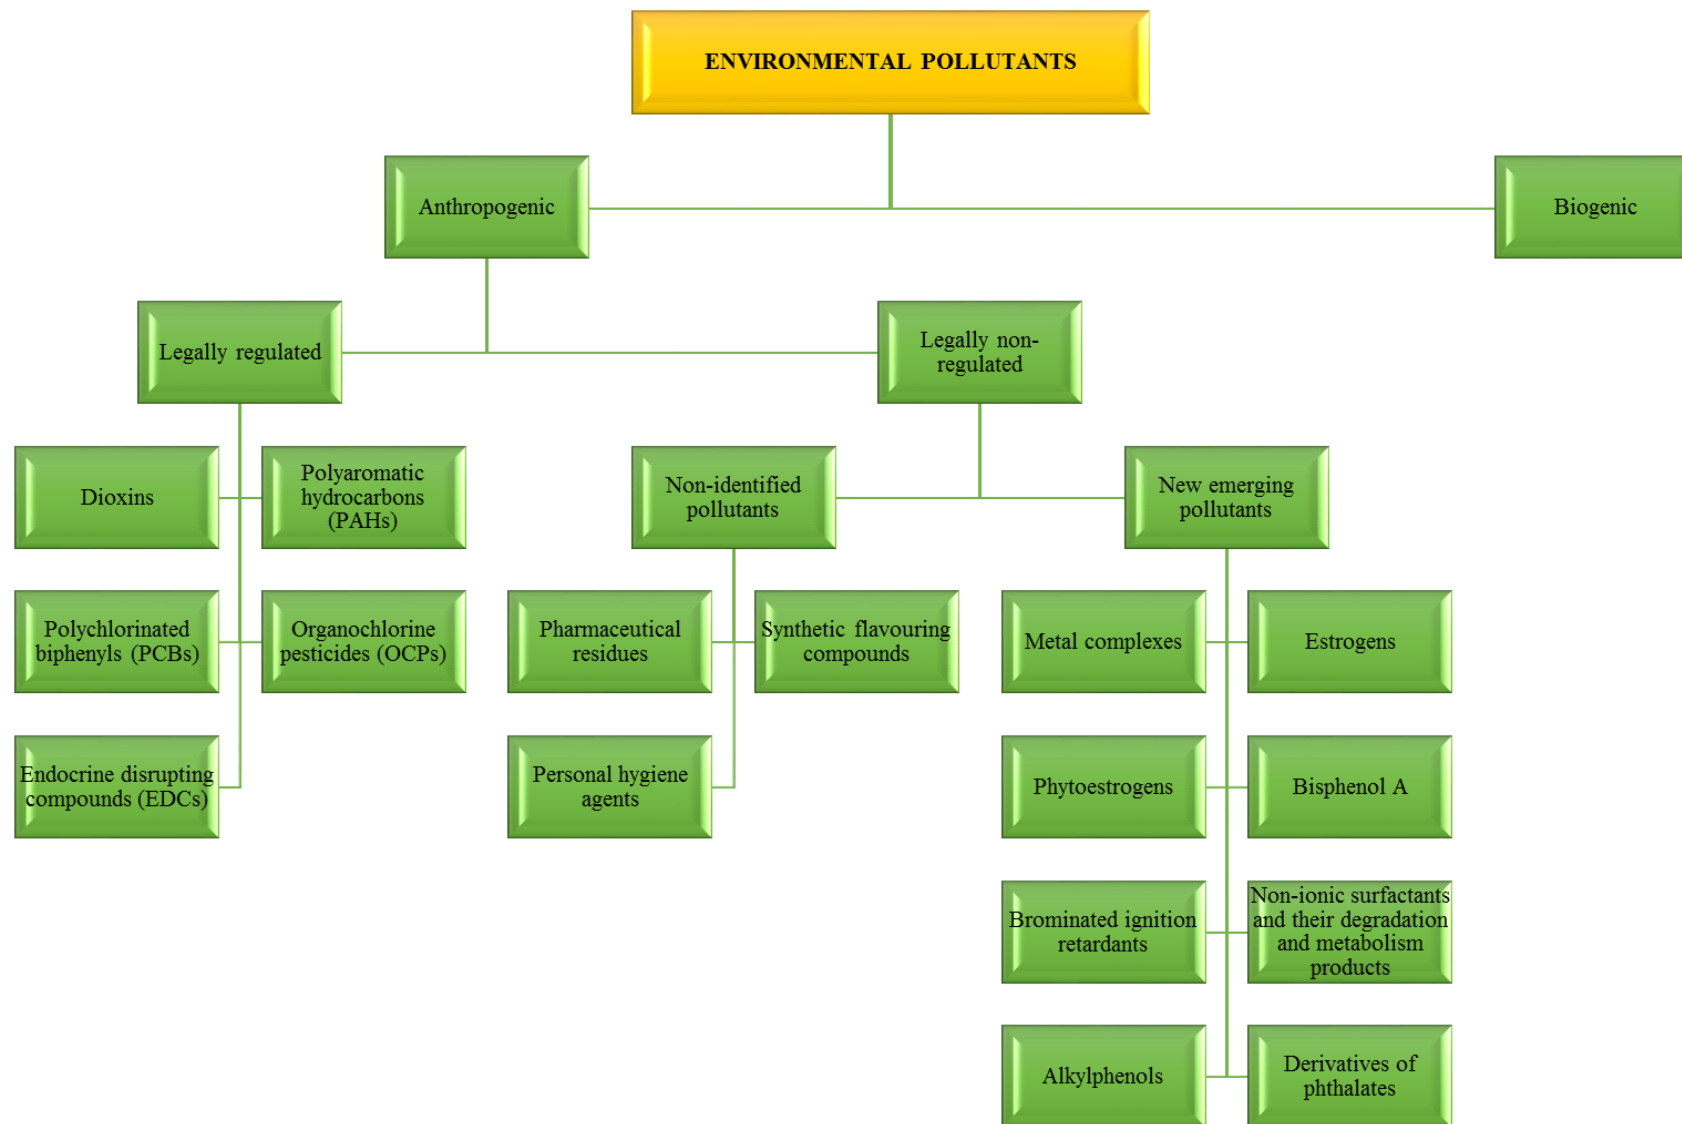 ENVIRONMENTAL POLLUTANTS
Anthropogenic
Biogenic
Legally regulated
Legally non-
regulated
Dioxins
Polyaromatic
hydrocarbons
(PAHs)
Non-identified
pollutants
New emerging
pollutants
Polychlorinated
biphenyls (PCBs)
Organochlorine
pesticides (OCPs)
Pharmaceutical
residues
Synthetic flavouring
compounds
Metal complexes
Estrogens
Endocrine disrupting
compounds (EDCs)
Personal hygiene
agents
Phytoestrogens
Bisphenol A
Brominated ignition
retardants
Non-ionic surfactants
and their degradation
and metabolism
products
Alkylphenols
Derivatives of
phthalates